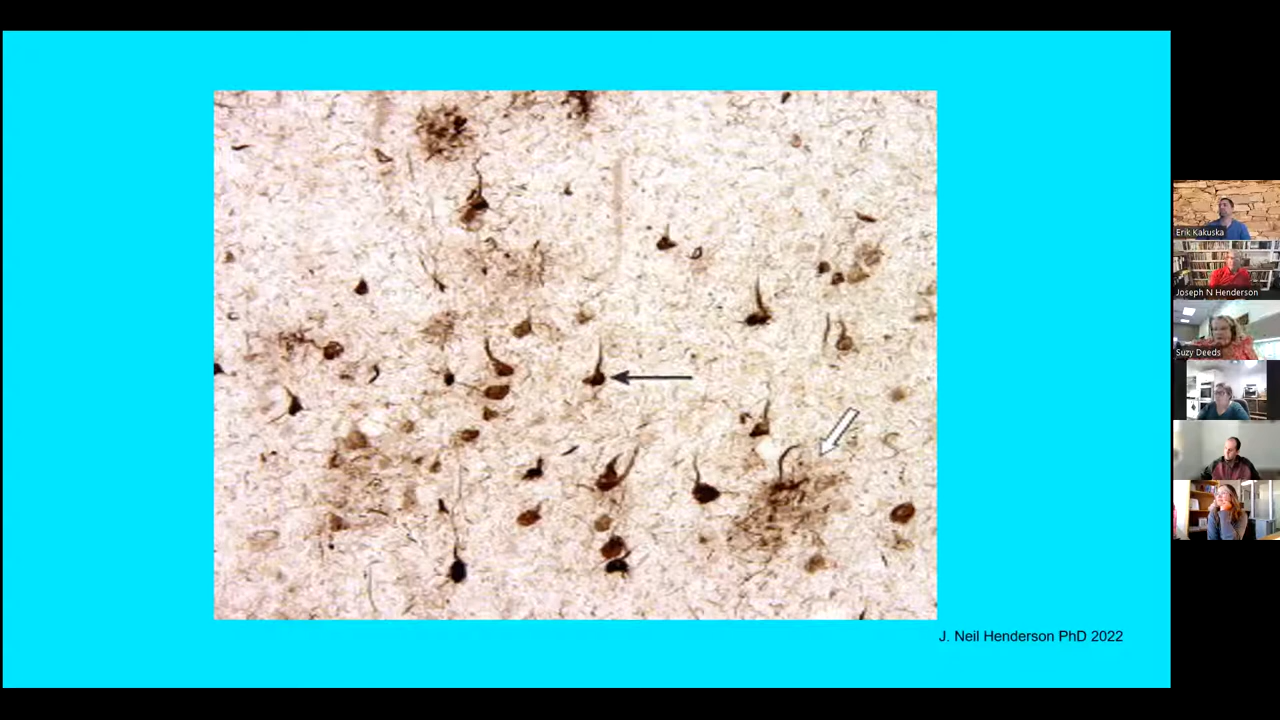 Erik Kakuska
Joseph N Henderson
Suzy Deeds
J. Neil Henderson PhD 2022